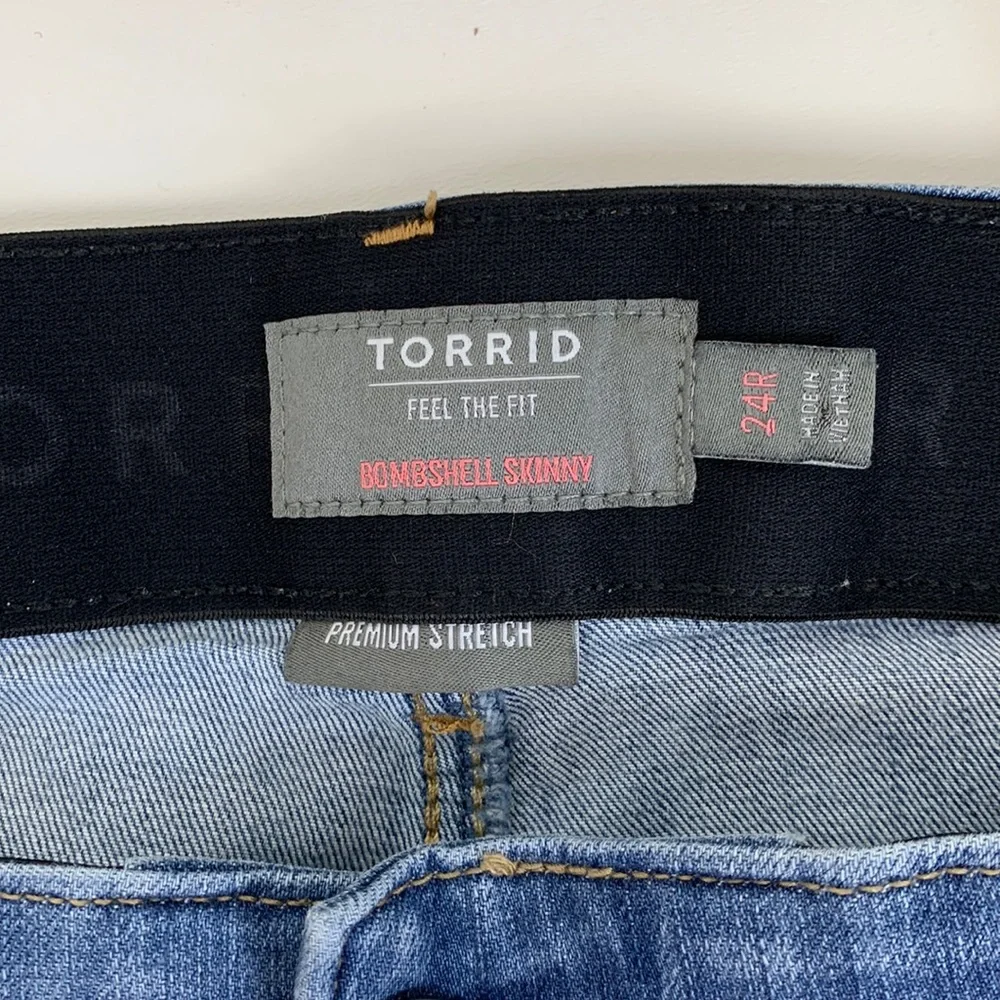 TORRID
FEEL THE FIT
BOMBSHELL SKINNY
24R
MADE IN
VIETNAM
PREMIUM STRETCH